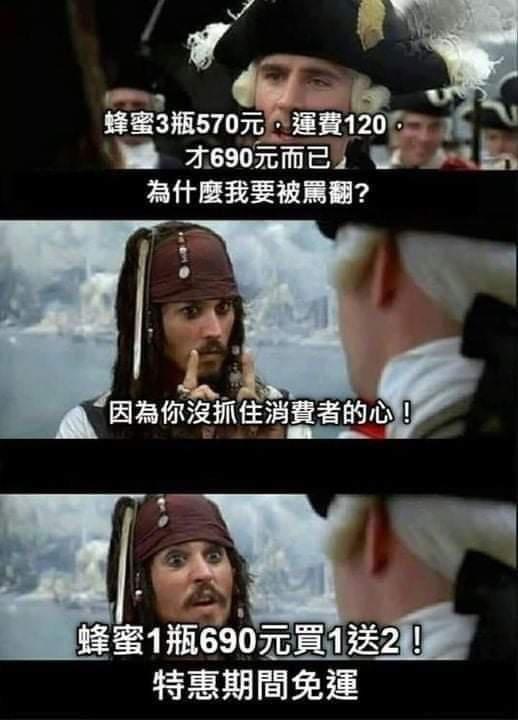 蜂蜜3瓶570元，運費120，
才690元而已
為什麼我要被罵翻?
因為你沒抓住消費者的心！
蜂蜜1瓶690元買1送2！
特惠期間免運